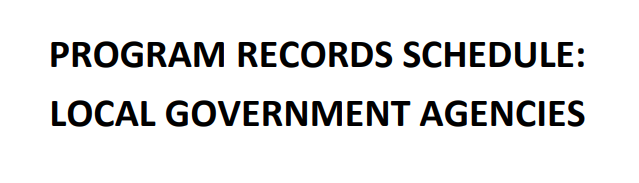 PROGRAM RECORDS SCHEDULE:
LOCAL GOVERNMENT AGENCIES